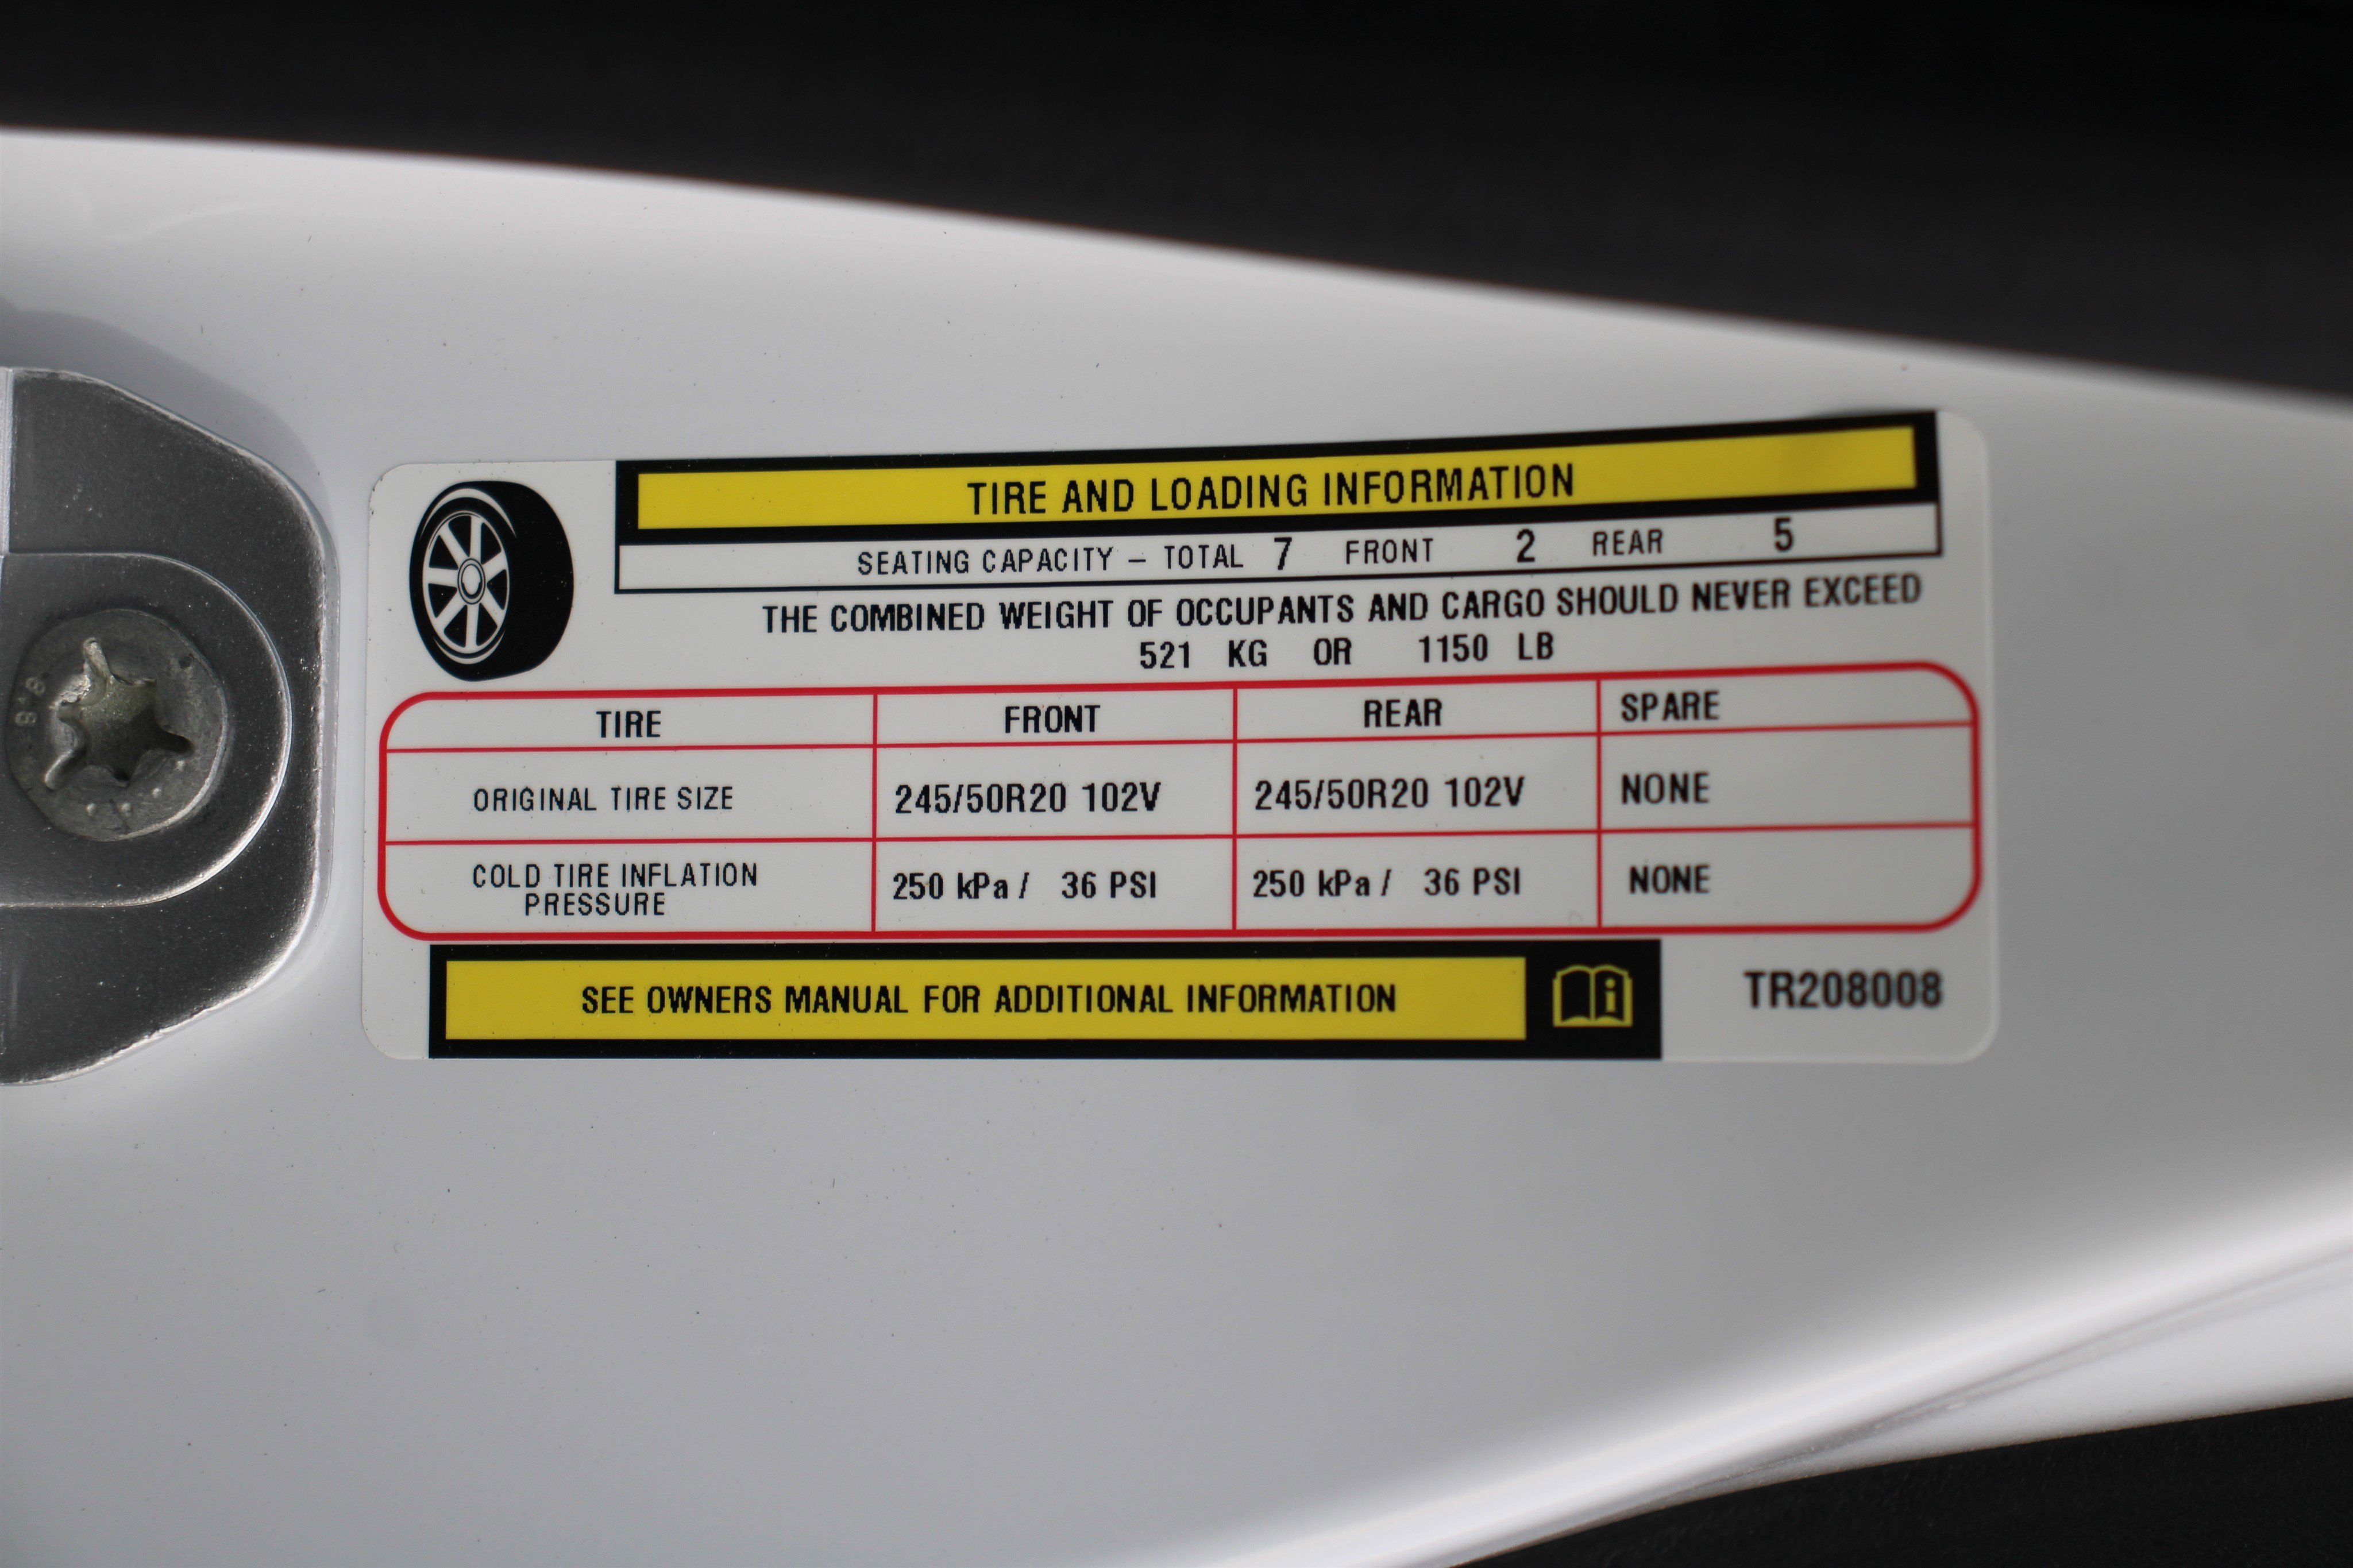 TIRE AND LOADING INFORMATION
SEATING CAPACITY – TOTAL 7 FRONT 2 REAR 5
THE COMBINED WEIGHT OF OCCUPANTS AND CARGO SHOULD NEVER EXCEED
521 KG OR 1150 LB
TIRE FRONT REAR SPARE
ORIGINAL TIRE SIZE 245/50R20 102V 245/50R20 102V NONE
COLD TIRE INFLATION
PRESSURE 250 kPa / 36 PSI 250 kPa / 36 PSI NONE
SEE OWNERS MANUAL FOR ADDITIONAL INFORMATION
TR208008
8.8